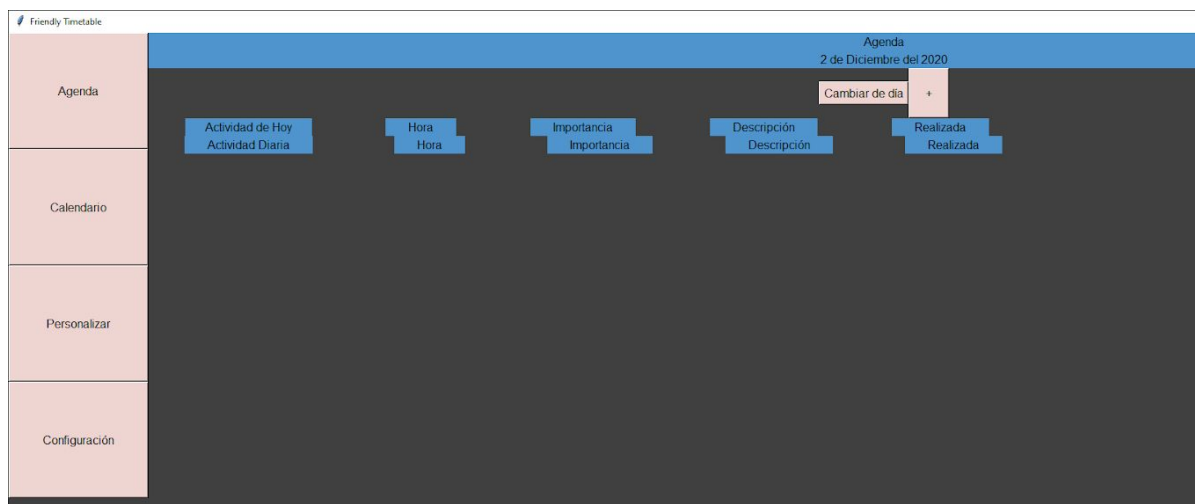 Friendly Timetable
Agenda
2 de Diciembre del 2020
Cambiar de día +
Actividad de Hoy Hora Importancia Descripción Realizada
Actividad Diaria Hora Importancia Descripción Realizada
Agenda
Calendario
Personalizar
Configuración